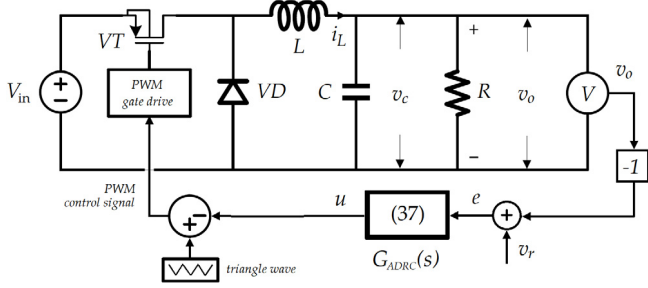 VT
L
i_L
+
V_in
PWM
gate drive
VD
C
v_c
R
v_o
V
v_o
−
-1
PWM
control signal
u
(37)
e
+
G_ADRC(s)
v_r
triangle wave